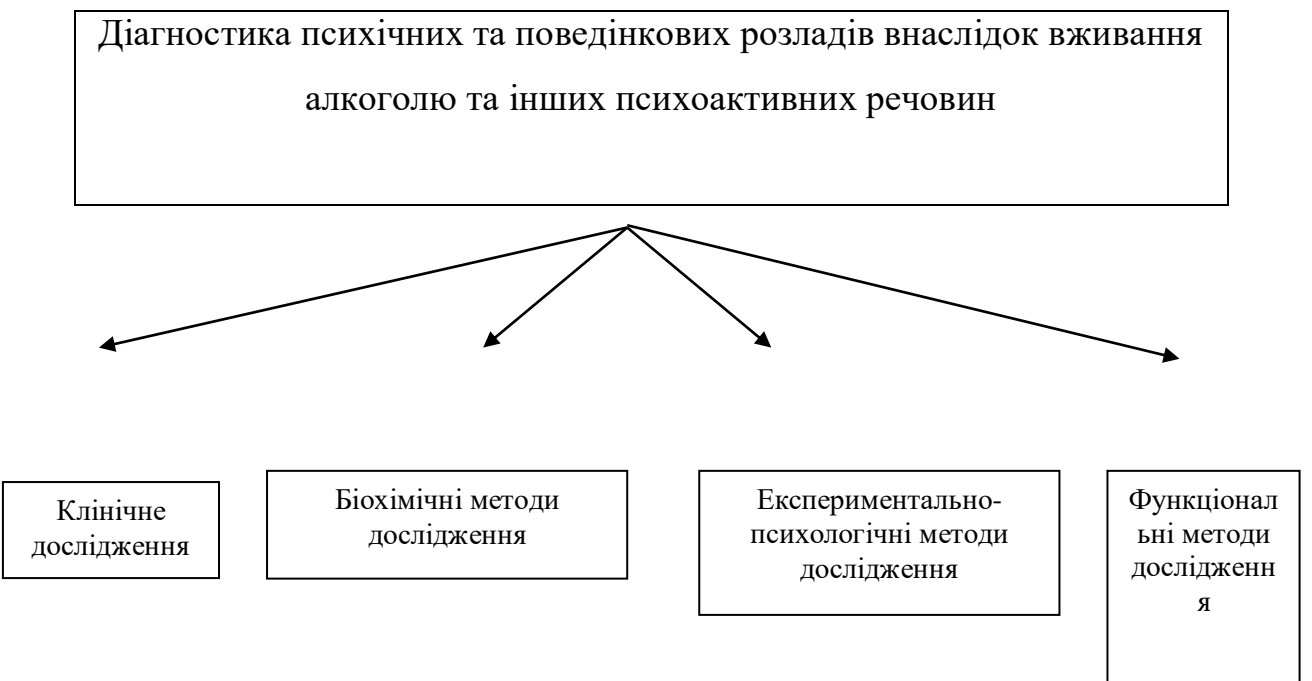 Діагностика психічних та поведінкових розладів внаслідок вживання
алкоголю та інших психоактивних речовин
Клінічне
дослідження
Біохімічні методи
дослідження
Експериментально-
психологічні методи
дослідження
Функціонал
ьні методи
дослідженн
я